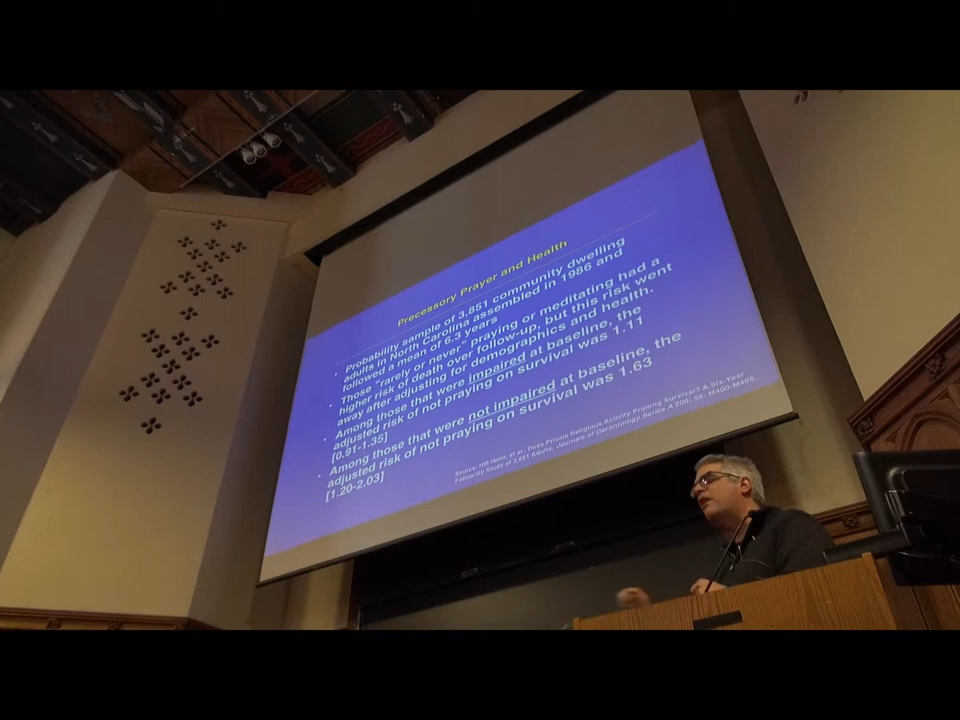 Precessory Prayer and Health
• Probability sample of 3,851 community dwelling
adults in North Carolina assembled in 1986 and
followed a mean of 6.3 years
• Those "rarely or never" praying or meditating had a
higher risk of death over follow-up, but this risk went
away after adjusting for demographics and health.
• Among those that were impaired at baseline, the
adjusted risk of not praying on survival was 1.11
[0.91-1.35]
• Among those that were not impaired at baseline, the
adjusted risk of not praying on survival was 1.63
[1.20-2.03]
Source: HM Helm, et al., Does Private Religious Activity Prolong Survival? A Six-Year
Follow-Up Study of 3,851 Adults. Journals of Gerontology Series A 200; 55: M400-M405.